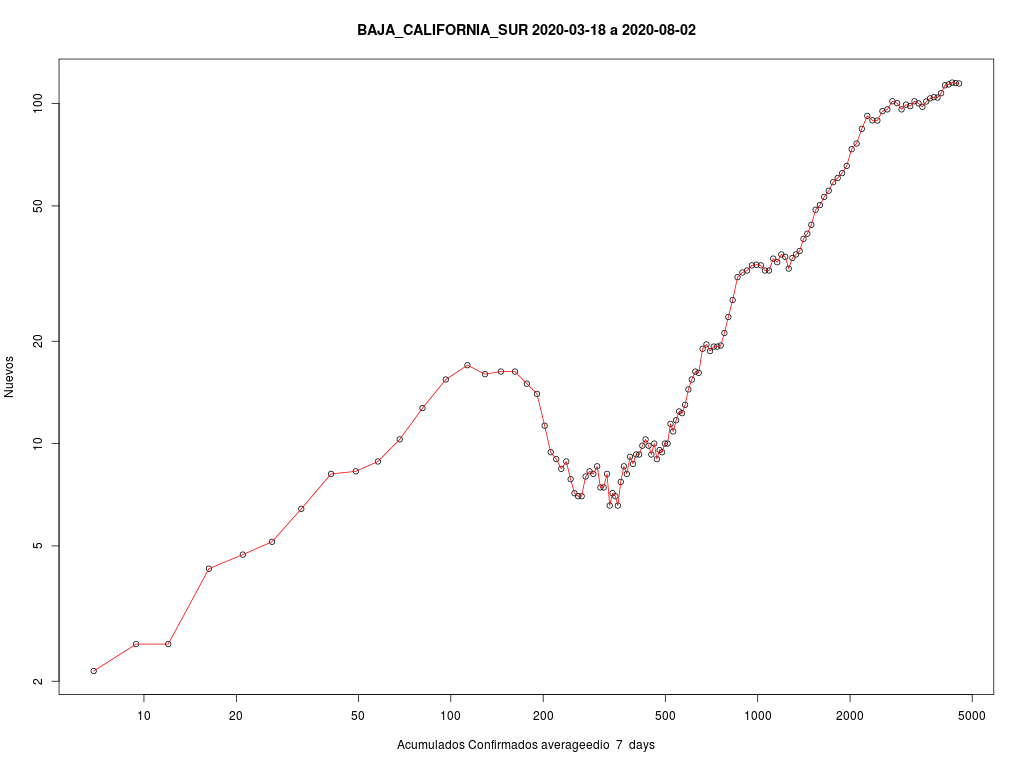 BAJA_CALIFORNIA_SUR 2020-03-18 a 2020-08-02
Nuevos
100
50
20
10
5
2
10 20 50 100 200 500 1000 2000 5000
Acumulados Confirmados averageedio 7 days